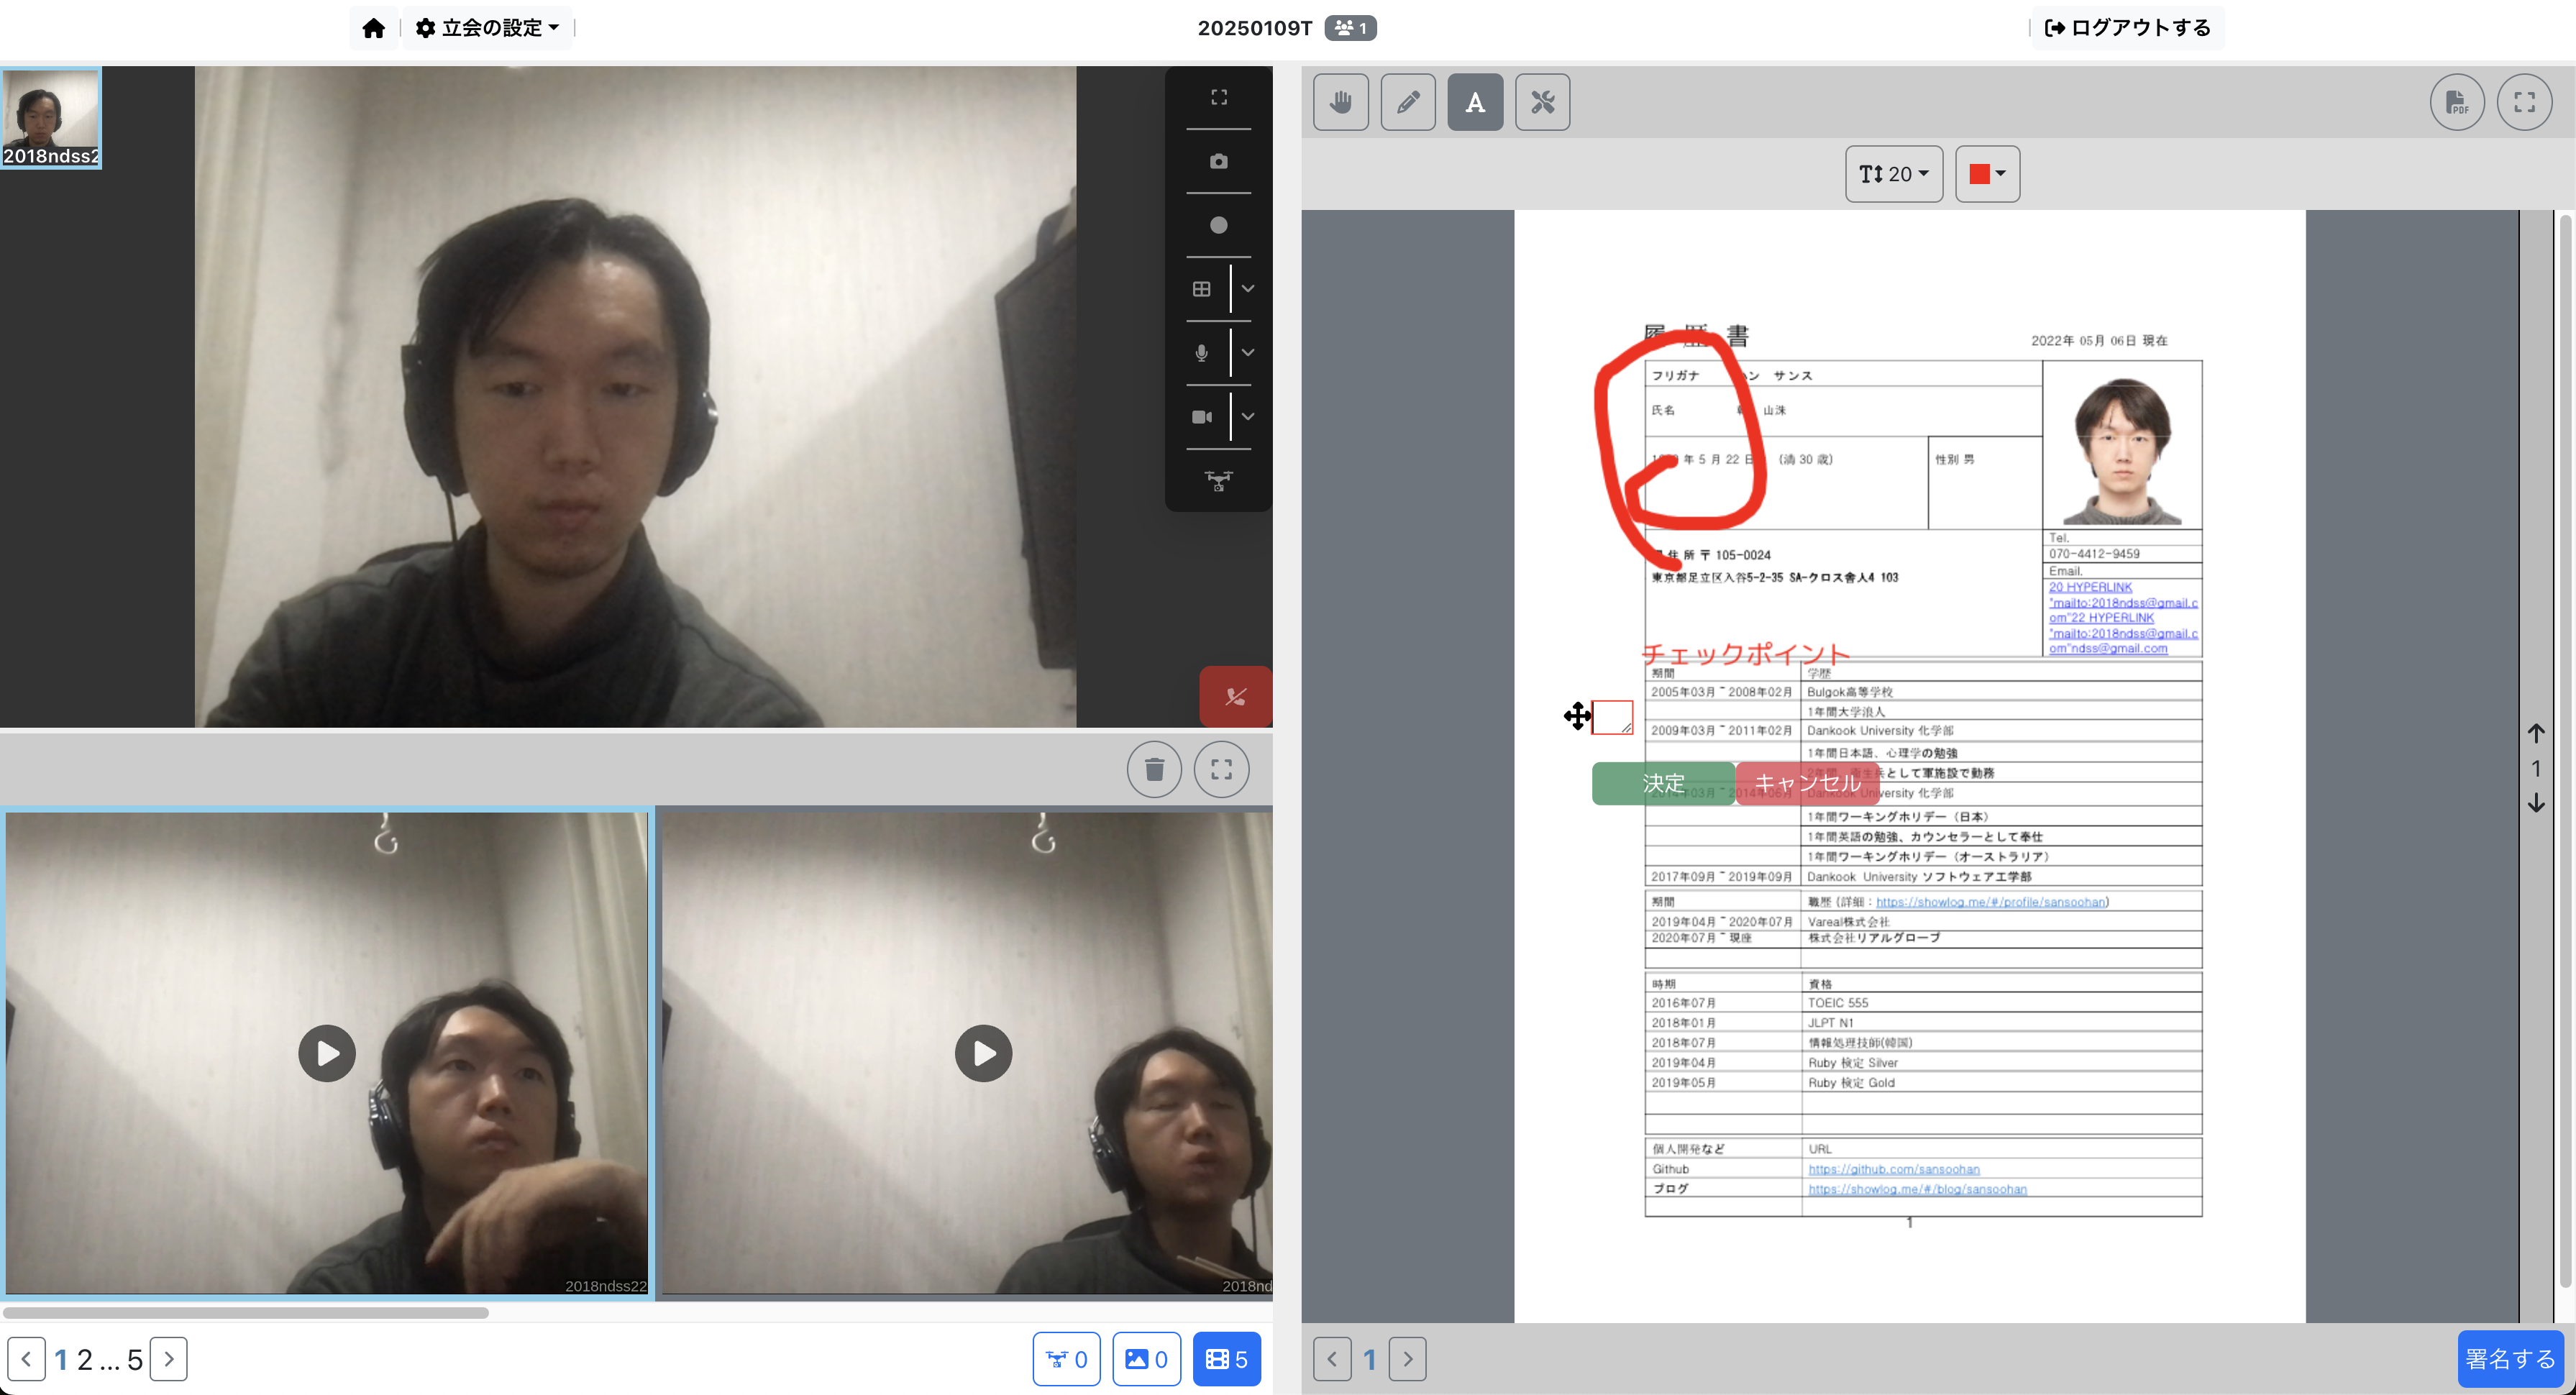 立会の設定
20250109T
1
ログアウトする
2018ndss2
A
PDF
20
履 歴 書
2022年 05月 06日 現在
フリガナ
ン サンス
氏名
山洙
年 5 月 22 日 (満 30 歳)
性別 男
Tel.
070-4412-9459
Email.
20 HYPERLINK
"mailto:2018ndss@gmail.c
om"22 HYPERLINK
"mailto:2018ndss@gmail.c
om"ndss@gmail.com
住 所 〒 105-0024
東京都足立区入谷5-2-35 SA-クロス舎人4 103
チェックポイント
期間 学歴
2005年03月 ~ 2008年02月 Bulgok高等学校
1年間大学浪人
2009年03月 ~ 2011年02月 Dankook University 化学部
1年間日本語、心理学の勉強
2年間 衛生兵として軍施設で勤務
決定 キャンセル
2014年03月 ~ 2014年06月 Dankook University 化学部
1年間ワーキングホリデー（日本）
1年間英語の勉強、カウンセラーとして奉仕
1年間ワーキングホリデー（オーストラリア）
2017年09月 ~ 2019年09月 Dankook University ソフトウェア工学部
期間 職歴 (詳細 : https://showlog.me/#/profile/sansoohan)
2019年04月 ~ 2020年07月 Vareal株式会社
2020年07月 ~ 現座 株式会社リアルグローブ
時期 資格
2016年07月 TOEIC 555
2018年01月 JLPT N1
2018年07月 情報処理技師(韓国)
2019年04月 Ruby 検定 Silver
2019年05月 Ruby 検定 Gold
個人開発など URL
Github https://github.com/sansoohan
ブログ https://showlog.me/#/blog/sansoohan
1
1
2018ndss22
2018nd
1 2 ... 5
0
0
5
1
署名する